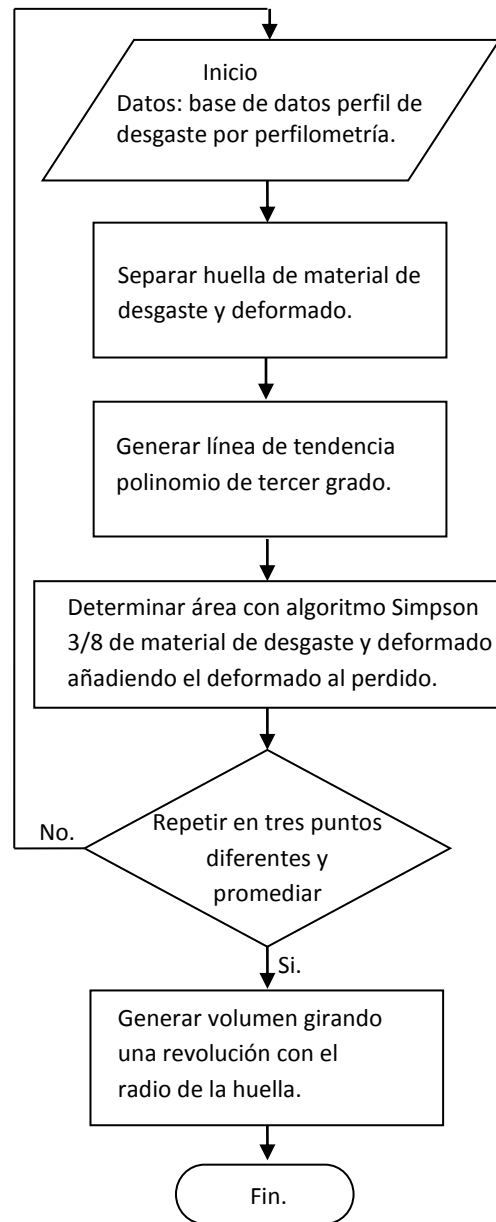 Inicio
Datos: base de datos perfil de
desgaste por perfilometría.
Separar huella de material de
desgaste y deformado.
Generar línea de tendencia
polinomio de tercer grado.
Determinar área con algoritmo Simpson
3/8 de material de desgaste y deformado
añadiendo el deformado al perdido.
No.
Repetir en tres puntos
diferentes y
promediar
Si.
Generar volumen girando
una revolución con el
radio de la huella.
Fin.